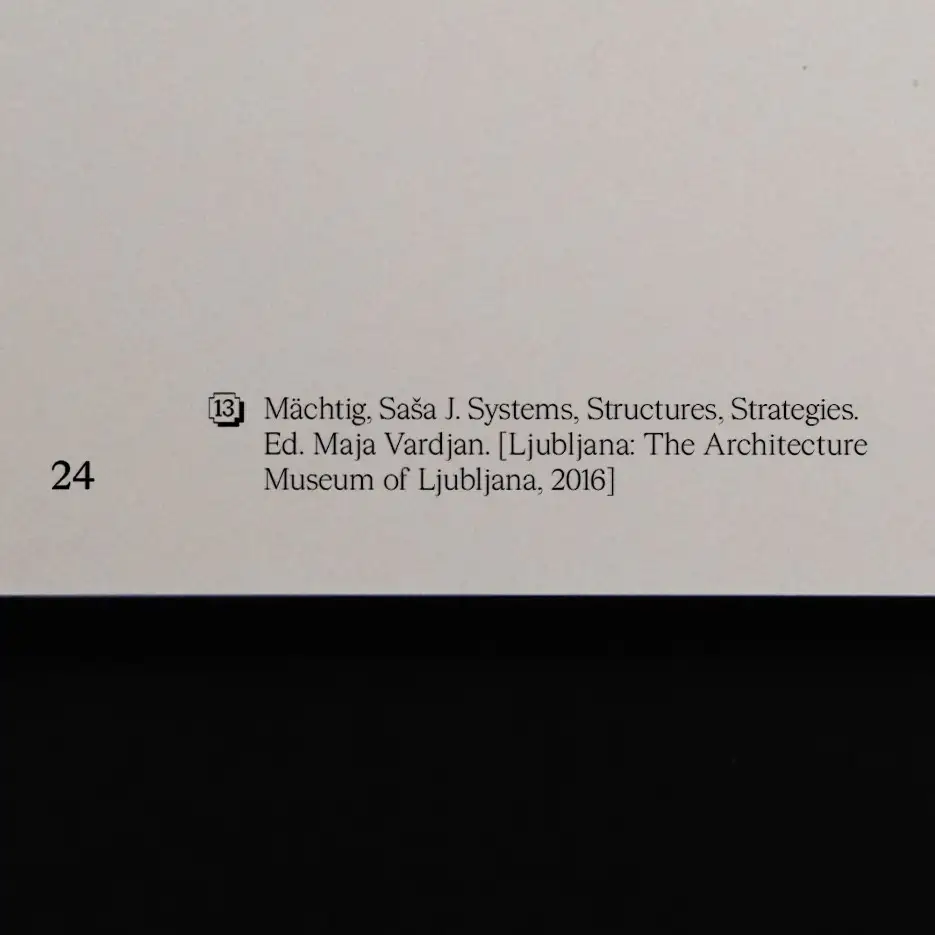 13 Mächtig, Saša J. Systems, Structures, Strategies.
Ed. Maja Vardjan. [Ljubljana: The Architecture
Museum of Ljubljana, 2016]
24